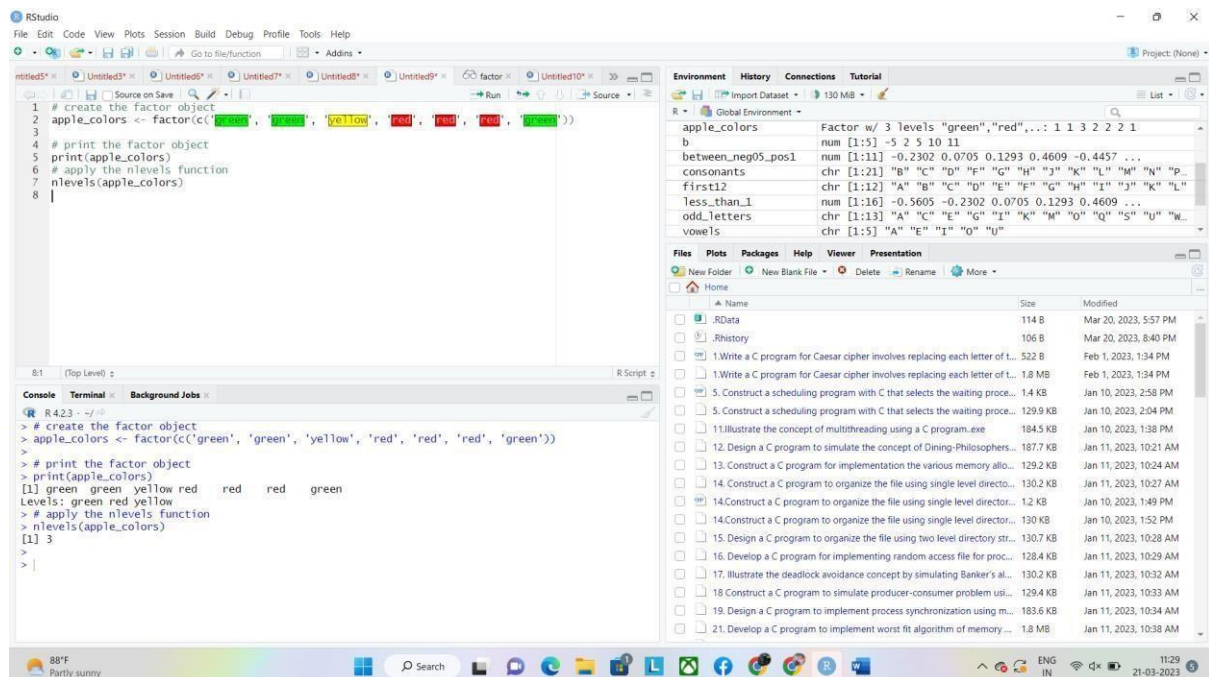 RStudio
File Edit Code View Plots Session Build Debug Profile Tools Help
Go to file/function Addins Project: (None)
ntitled5* Untitled3* Untitled6* Untitled7* Untitled8* Untitled9* factor Untitled10*
Source on Save Run Source
1 # create the factor object
2 apple_colors <- factor(c('green', 'green', 'yellow', 'red', 'red', 'red', 'green'))
3
4 # print the factor object
5 print(apple_colors)
6 # apply the nlevels function
7 nlevels(apple_colors)
8
8:1 (Top Level) R Script
Console Terminal Background Jobs
R 4.2.3 · ~/
> # create the factor object
> apple_colors <- factor(c('green', 'green', 'yellow', 'red', 'red', 'red', 'green'))
>
> # print the factor object
> print(apple_colors)
[1] green green yellow red red red green
Levels: green red yellow
> # apply the nlevels function
> nlevels(apple_colors)
[1] 3
>
>
Environment History Connections Tutorial
Import Dataset 130 MiB List
R Global Environment
apple_colors Factor w/ 3 levels "green","red",..: 1 1 3 2 2 2 1
b num [1:5] -5 2 5 10 11
between_neg05_pos1 num [1:11] -0.2302 0.0705 0.1293 0.4609 -0.4457 ...
consonants chr [1:21] "B" "C" "D" "F" "G" "H" "J" "K" "L" "M" "N" "P…
first12 chr [1:12] "A" "B" "C" "D" "E" "F" "G" "H" "I" "J" "K" "L"
less_than_1 num [1:16] -0.5605 -0.2302 0.0705 0.1293 0.4609 ...
odd_letters chr [1:13] "A" "C" "E" "G" "I" "K" "M" "O" "Q" "S" "U" "W…
vowels chr [1:5] "A" "E" "I" "O" "U"
Files Plots Packages Help Viewer Presentation
New Folder New Blank File Delete Rename More
Home
Name Size Modified
.RData 114 B Mar 20, 2023, 5:57 PM
.Rhistory 106 B Mar 20, 2023, 8:40 PM
1.Write a C program for Caesar cipher involves replacing each letter of t... 522 B Feb 1, 2023, 1:34 PM
1.Write a C program for Caesar cipher involves replacing each letter of t... 1.8 MB Feb 1, 2023, 1:34 PM
5. Construct a scheduling program with C that selects the waiting proce... 1.4 KB Jan 10, 2023, 2:58 PM
5. Construct a scheduling program with C that selects the waiting proce... 129.9 KB Jan 10, 2023, 2:04 PM
11.Illustrate the concept of multithreading using a C program..exe 184.5 KB Jan 10, 2023, 1:38 PM
12. Design a C program to simulate the concept of Dining-Philosophers... 187.7 KB Jan 11, 2023, 10:21 AM
13. Construct a C program for implementation the various memory allo... 129.2 KB Jan 11, 2023, 10:24 AM
14. Construct a C program to organize the file using single level director... 130.2 KB Jan 11, 2023, 10:27 AM
14.Construct a C program to organize the file using single level director... 1.2 KB Jan 10, 2023, 1:49 PM
14.Construct a C program to organize the file using single level director... 130 KB Jan 10, 2023, 1:52 PM
15. Design a C program to organize the file using two level directory str... 130.7 KB Jan 11, 2023, 10:28 AM
16. Develop a C program for implementing random access file for proc... 128.4 KB Jan 11, 2023, 10:29 AM
17. Illustrate the deadlock avoidance concept by simulating Banker's al... 130.2 KB Jan 11, 2023, 10:32 AM
18 Construct a C program to simulate producer-consumer problem usi... 129.4 KB Jan 11, 2023, 10:33 AM
19. Design a C program to implement process synchronization using m... 183.6 KB Jan 11, 2023, 10:34 AM
21. Develop a C program to implement worst fit algorithm of memory ... 1.8 MB Jan 11, 2023, 10:38 AM
88°F
Partly sunny
Search
ENG
IN
11:29
21-03-2023
5